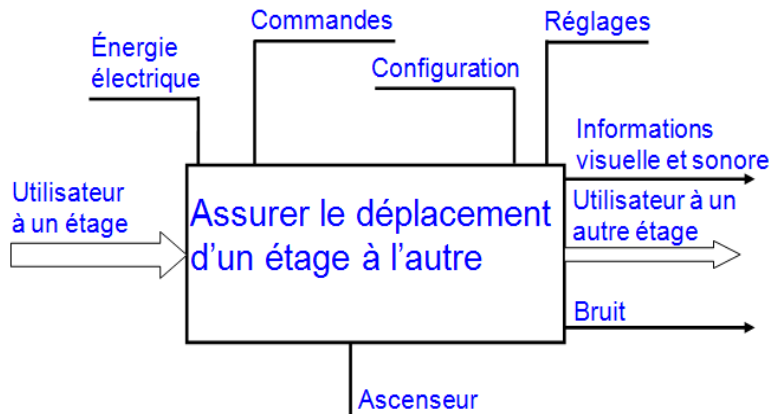 Commandes
Réglages
Énergie
électrique
Configuration
Informations
visuelle et sonore
Utilisateur
à un étage
Assurer le déplacement
d’un étage à l’autre
Utilisateur à un
autre étage
Bruit
Ascenseur